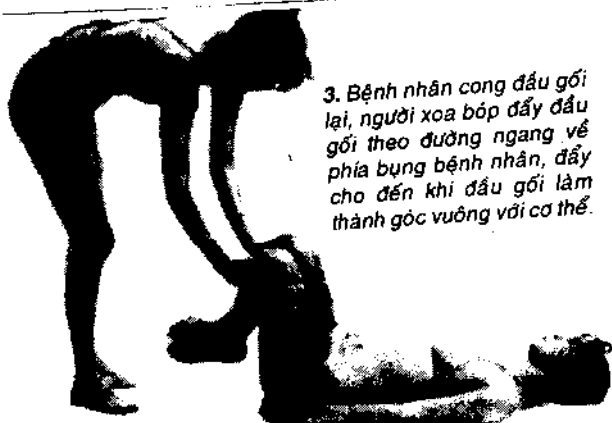 3. Bệnh nhân cong đầu gối
lại, người xoa bóp đẩy đầu
gối theo đường ngang về
phía bụng bệnh nhân, đẩy
cho đến khi đầu gối làm
thành góc vuông với cơ thể.